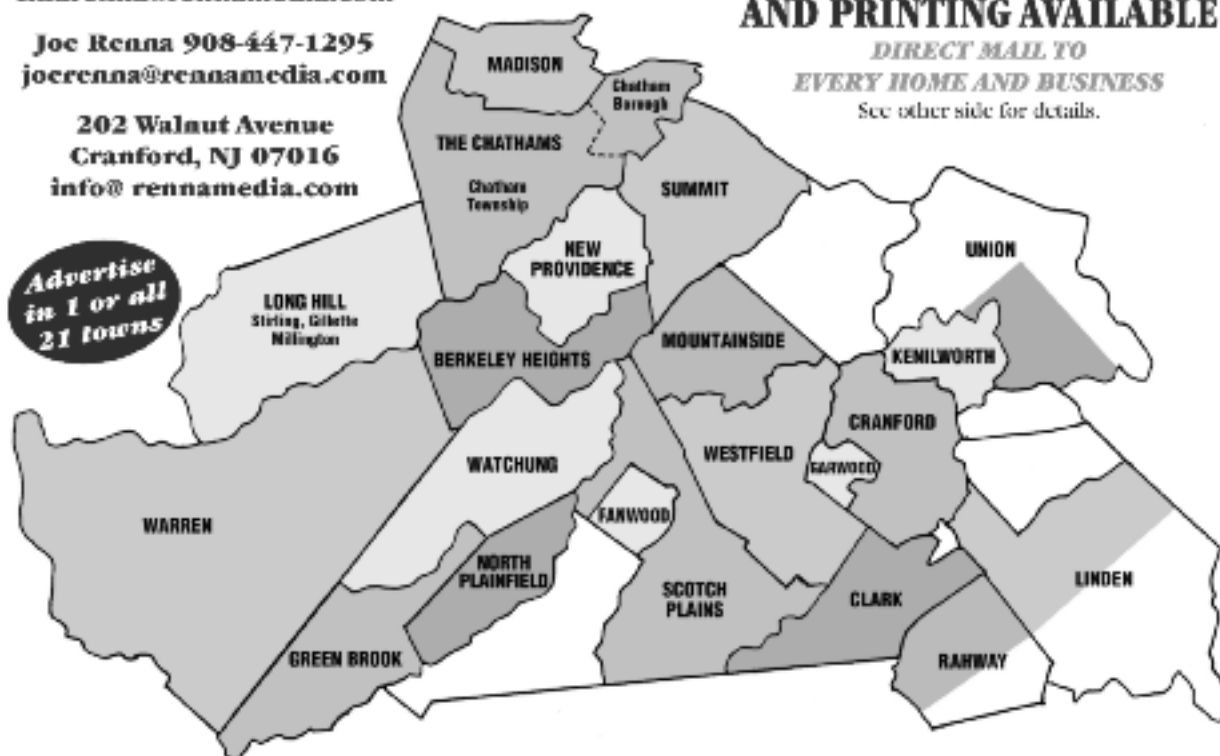 Joe Renna 908-447-1295
joerenna@rennamedia.com
202 Walnut Avenue
Cranford, NJ 07016
info@ rennamedia.com
AND PRINTING AVAILABLE
DIRECT MAIL TO
EVERY HOME AND BUSINESS
See other side for details.
Advertise
in 1 or all
21 towns
MADISON
Chatham
Borough
THE CHATHAMS
Chatham
Township
SUMMIT
NEW
PROVIDENCE
UNION
LONG HILL
Stirling, Gillette
Millington
BERKELEY HEIGHTS
MOUNTAINSIDE
KENILWORTH
CRANFORD
WATCHUNG
WESTFIELD
GARWOOD
WARREN
FANWOOD
NORTH
PLAINFIELD
SCOTCH
PLAINS
CLARK
LINDEN
GREEN BROOK
RAHWAY